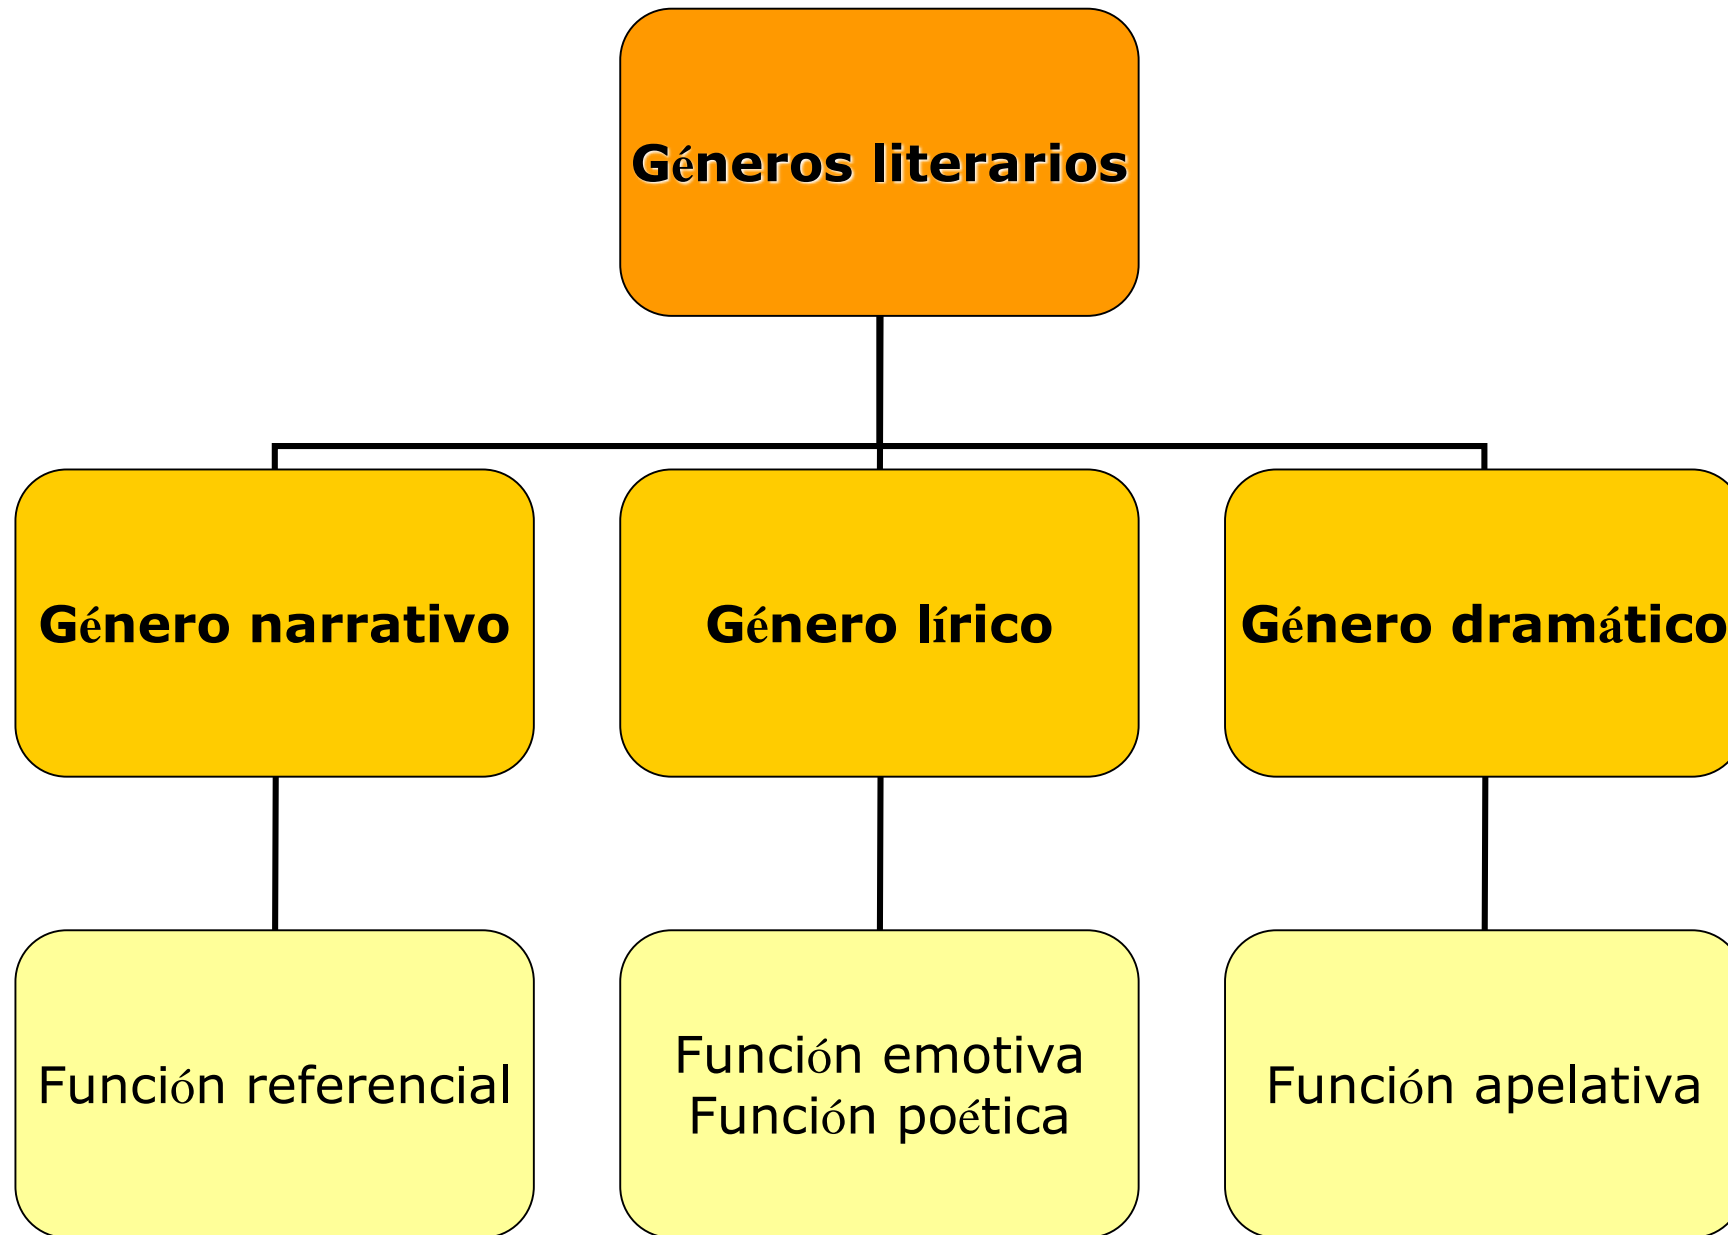 Géneros literarios
Género narrativo
Género lírico
Género dramático
Función referencial
Función emotiva
Función poética
Función apelativa